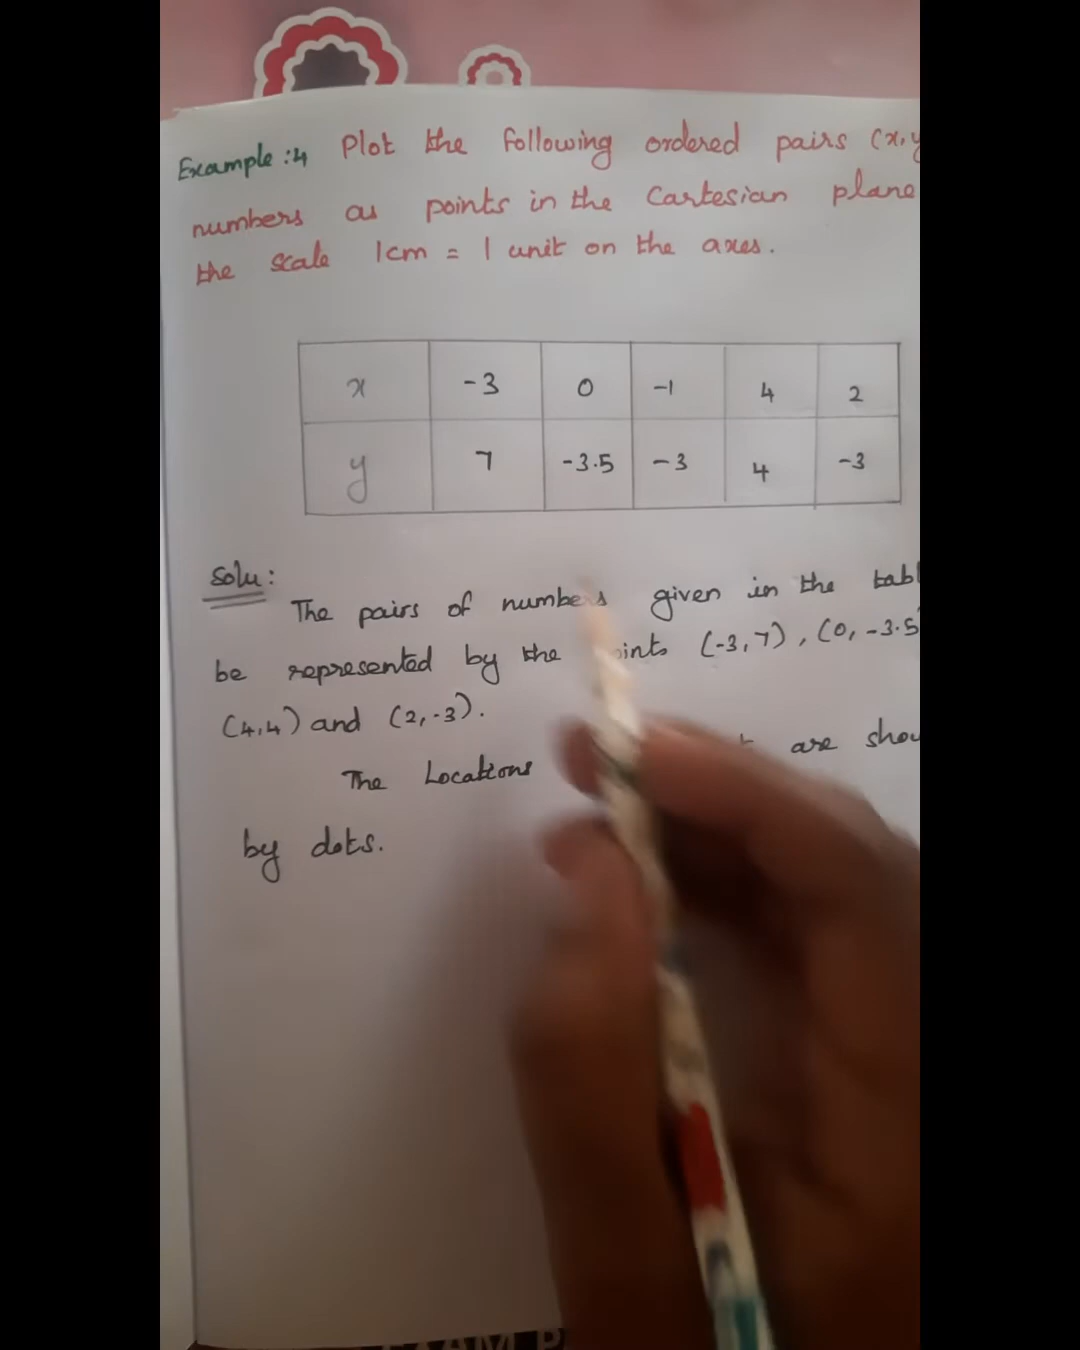 Example :4 Plot the following ordered pairs (x,y
numbers as points in the Cartesian plane
the scale 1cm = 1 unit on the axes.
x -3 0 -1 4 2
y 7 -3.5 -3 4 -3
Solu:
The pairs of numbers given in the tabl
be represented by the oints (-3,7), (0, -3.5
(4,4) and (2,-3).
The Locations are show
by dots.